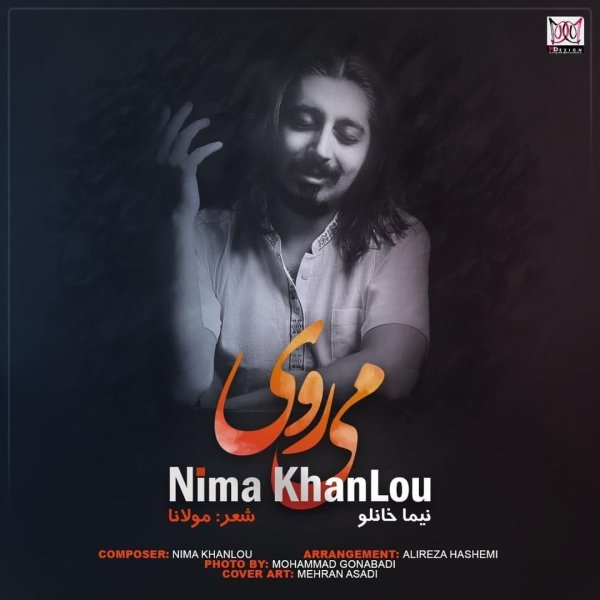 DESIGN
می روی
Nima KhanLou
نیما خانلو شعر: مولانا
COMPOSER: NIMA KHANLOU ARRANGEMENT: ALIREZA HASHEMI
PHOTO BY: MOHAMMAD GONABADI
COVER ART: MEHRAN ASADI